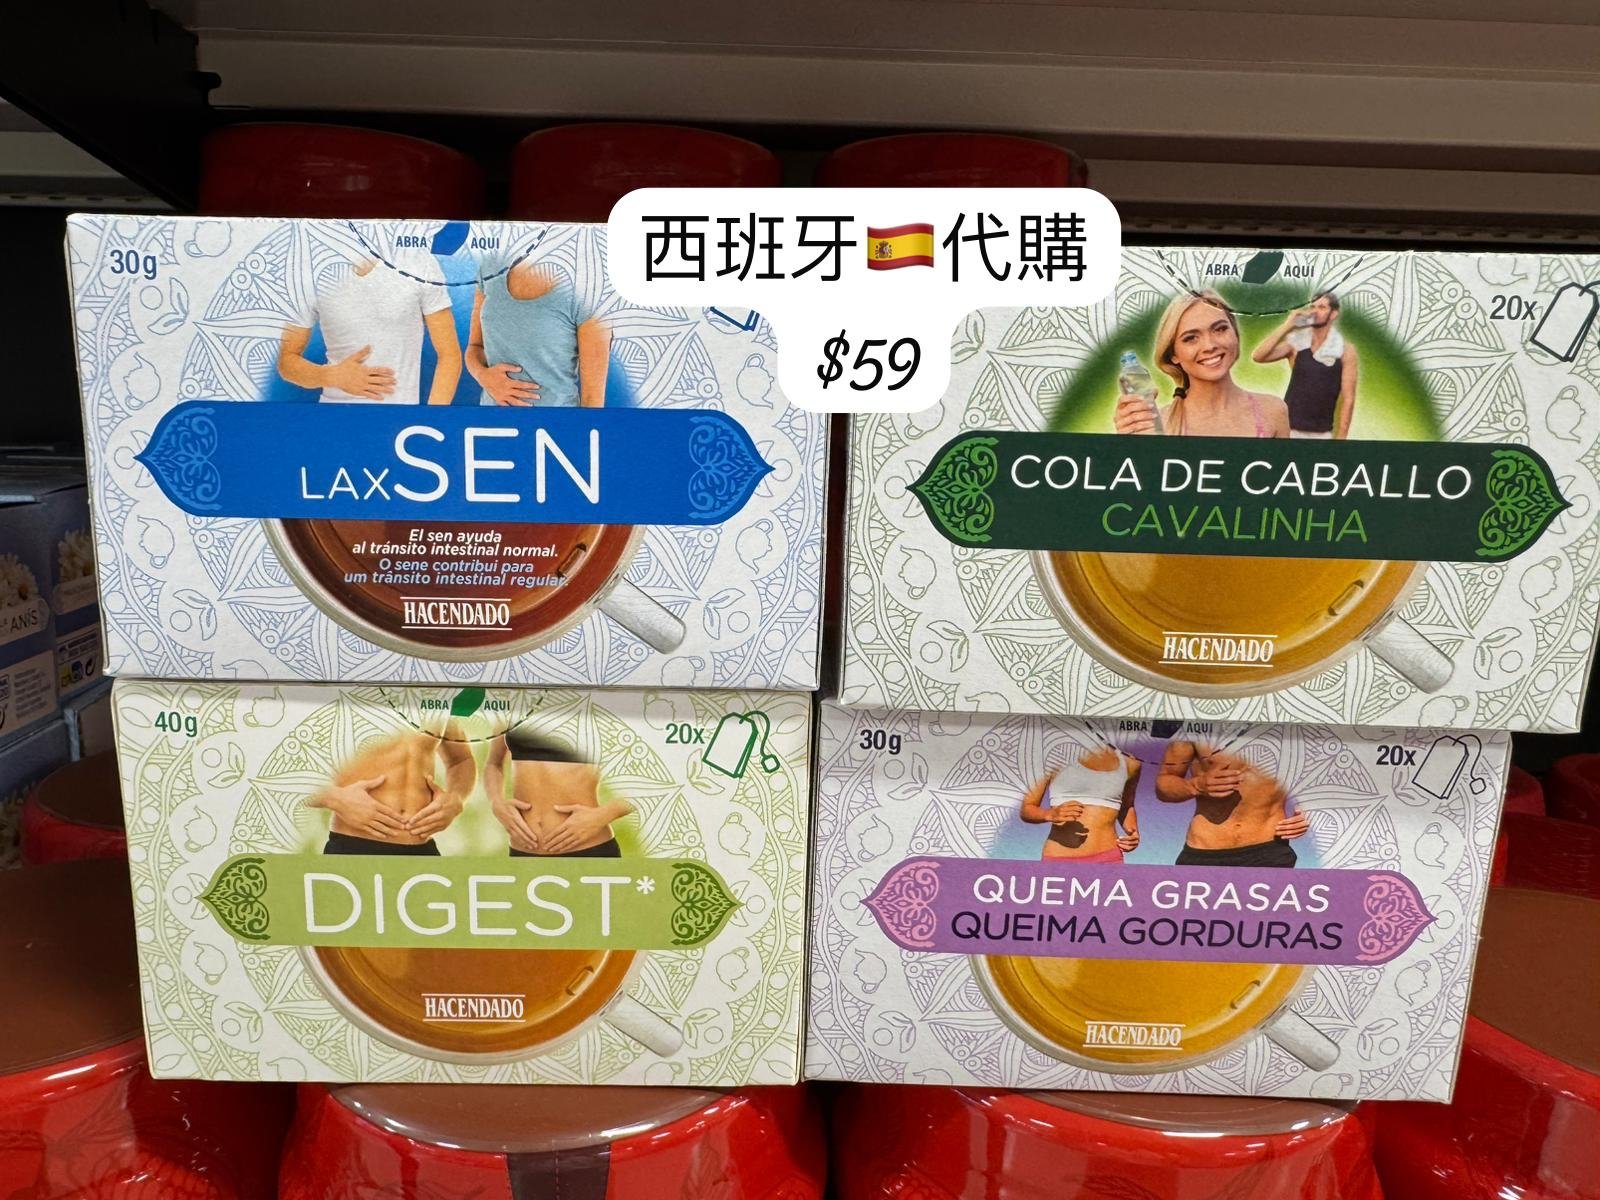 西班牙🇪🇸代購
$59
30g
ABRA AQUI
LAXSEN
El sen ayuda
al tránsito intestinal normal.
O sene contribui para
um trânsito intestinal regular.
HACENDADO
ABRA AQUI
20x
COLA DE CABALLO
CAVALINHA
HACENDADO
40g
ABRA AQUI
20x
DIGEST*
HACENDADO
30g
ABRA AQUI
20x
QUEMA GRASAS
QUEIMA GORDURAS
HACENDADO
ANÍS